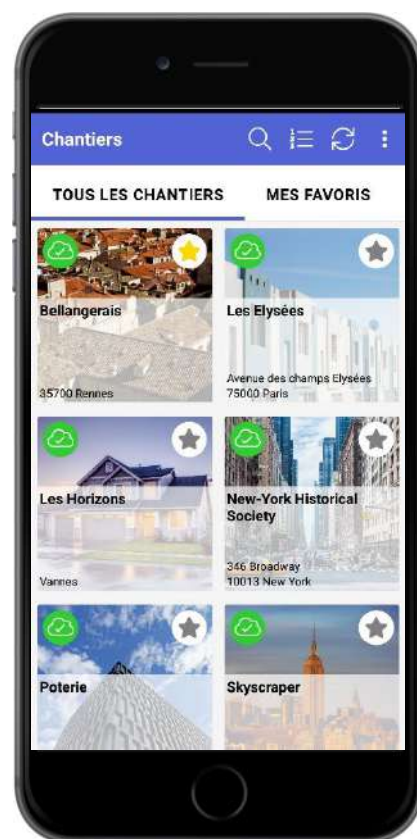 Chantiers
TOUS LES CHANTIERS
MES FAVORIS
Bellangerais
35700 Rennes
Les Elysées
Avenue des champs Elysées
75000 Paris
Les Horizons
Vannes
New-York Historical
Society
346 Broadway
10013 New York
Poterie
Skyscraper